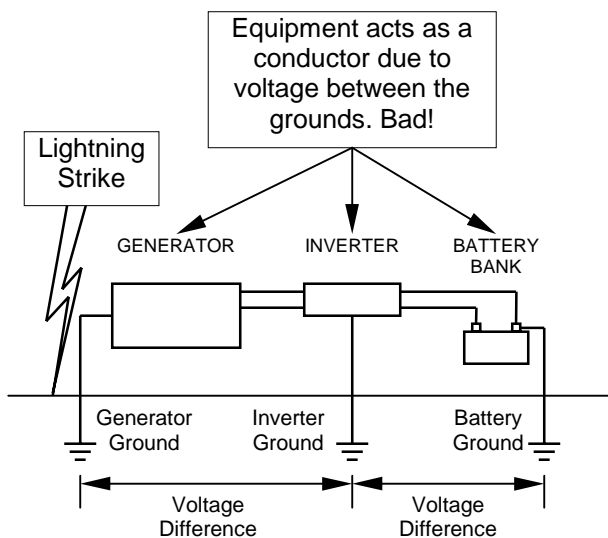 Equipment acts as a
conductor due to
voltage between the
grounds. Bad!
Lightning
Strike
GENERATOR
INVERTER
BATTERY
BANK
Generator
Ground
Inverter
Ground
Battery
Ground
Voltage
Difference
Voltage
Difference